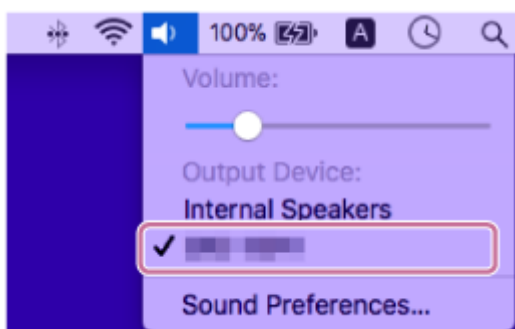 100% A
Volume:
Output Device:
Internal Speakers
Sound Preferences...